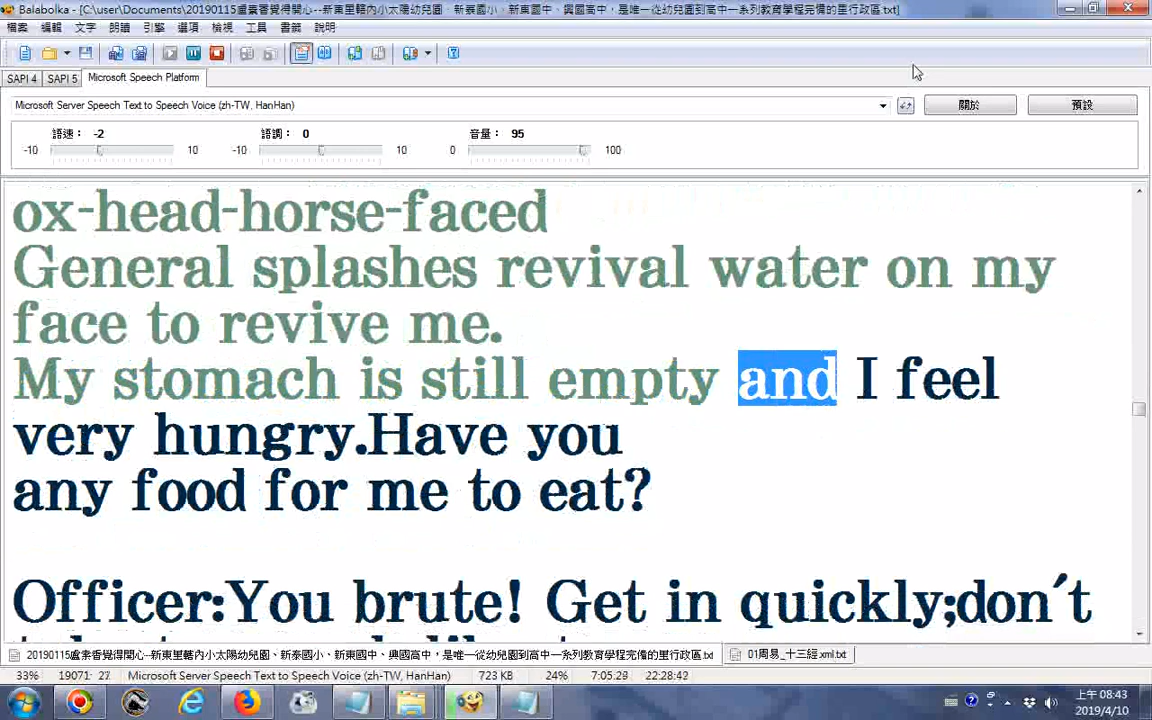 Balabolka - [C:\user\Documents\20190115盧素香覺得開心--新東里轄內小太陽幼兒園、新泰國小、新東國中、興國高中，是唯一從幼兒園到高中一系列教育學程完備的里行政區.txt]
檔案 編輯 文字 朗讀 引擎 選項 檢視 工具 書籤 說明
SAPI 4 SAPI 5 Microsoft Speech Platform
Microsoft Server Speech Text to Speech Voice (zh-TW, HanHan) 關於 預設
語速： -2 語調： 0 音量： 95
-10 10 -10 10 0 100
ox-head-horse-faced
General splashes revival water on my
face to revive me.
My stomach is still empty and I feel
very hungry.Have you
any food for me to eat?
Officer:You brute! Get in quickly;don't
20190115盧素香覺得開心--新東里轄內小太陽幼兒園、新泰國小、新東國中、興國高中，是唯一從幼兒園到高中一系列教育學程完備的里行政區.txt 01周易_十三經.xml.txt
33% 19071: 27 Microsoft Server Speech Text to Speech Voice (zh-TW, HanHan) 723 KB 24% 7:05:28 22:28:42
上午 08:43
2019/4/10